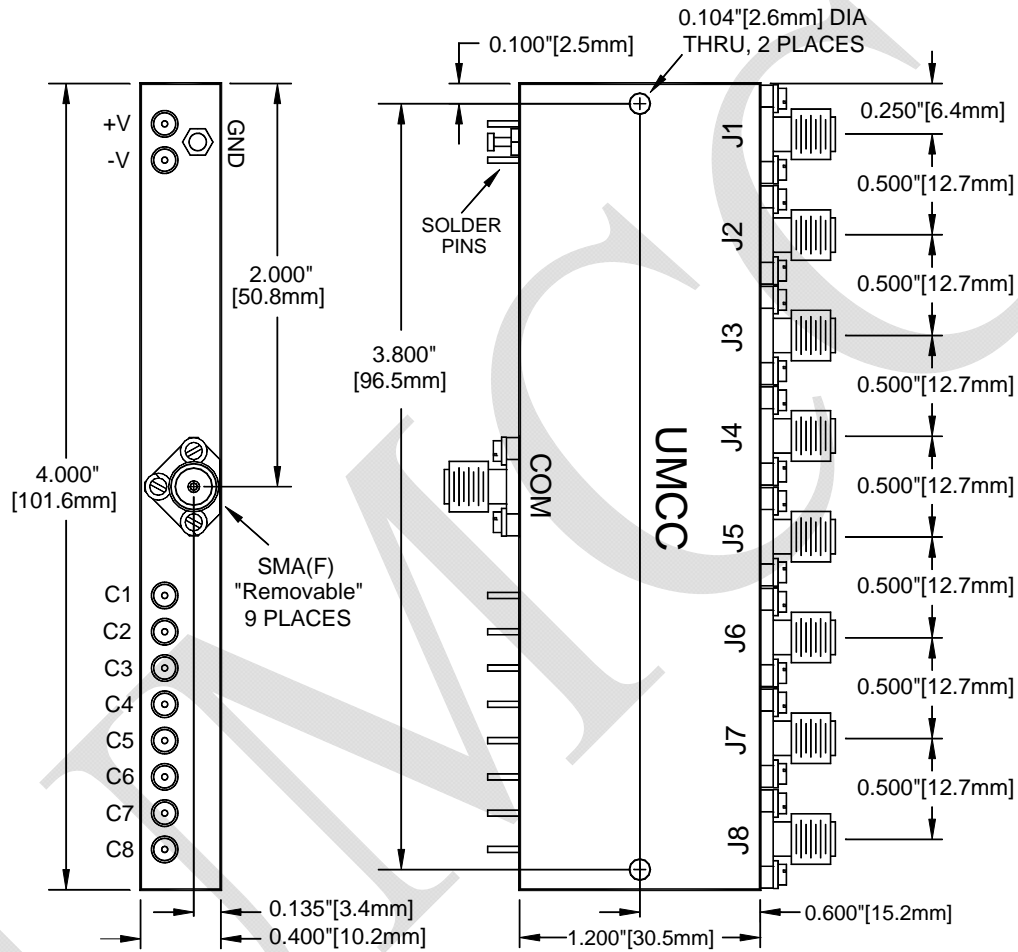 0.104"[2.6mm] DIA
THRU, 2 PLACES
0.100"[2.5mm]
+V
-V
GND
SOLDER
PINS
2.000"
[50.8mm]
3.800"
[96.5mm]
4.000"
[101.6mm]
SMA(F)
"Removable"
9 PLACES
C1
C2
C3
C4
C5
C6
C7
C8
0.135"[3.4mm]
0.400"[10.2mm]
COM
UMCC
J1
J2
J3
J4
J5
J6
J7
J8
0.250"[6.4mm]
0.500"[12.7mm]
0.500"[12.7mm]
0.500"[12.7mm]
0.500"[12.7mm]
0.500"[12.7mm]
0.500"[12.7mm]
0.500"[12.7mm]
0.600"[15.2mm]
1.200"[30.5mm]
UMCC